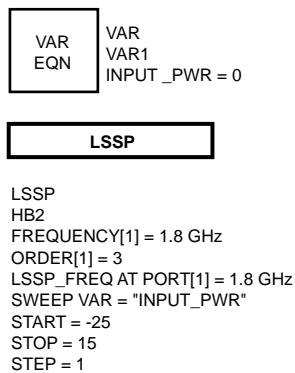 VAR
EQN
VAR
VAR1
INPUT _PWR = 0
LSSP
LSSP
HB2
FREQUENCY[1] = 1.8 GHz
ORDER[1] = 3
LSSP_FREQ AT PORT[1] = 1.8 GHz
SWEEP VAR = "INPUT_PWR"
START = -25
STOP = 15
STEP = 1